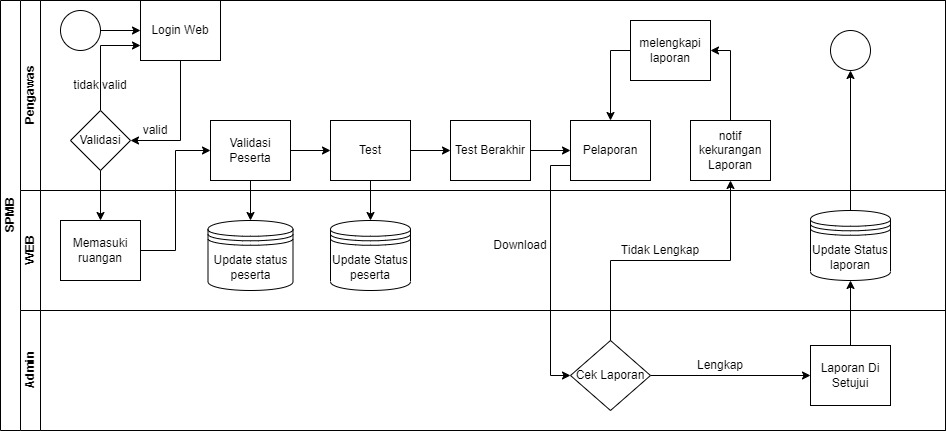 SPMB
Pengawas
Login Web
tidak valid
Validasi
valid
Validasi
Peserta
Test
Test Berakhir
Pelaporan
melengkapi
laporan
notif
kekurangan
Laporan
WEB
Memasuki
ruangan
Update status
peserta
Update Status
peserta
Download
Tidak Lengkap
Update Status
laporan
Admin
Cek Laporan
Lengkap
Laporan Di
Setujui